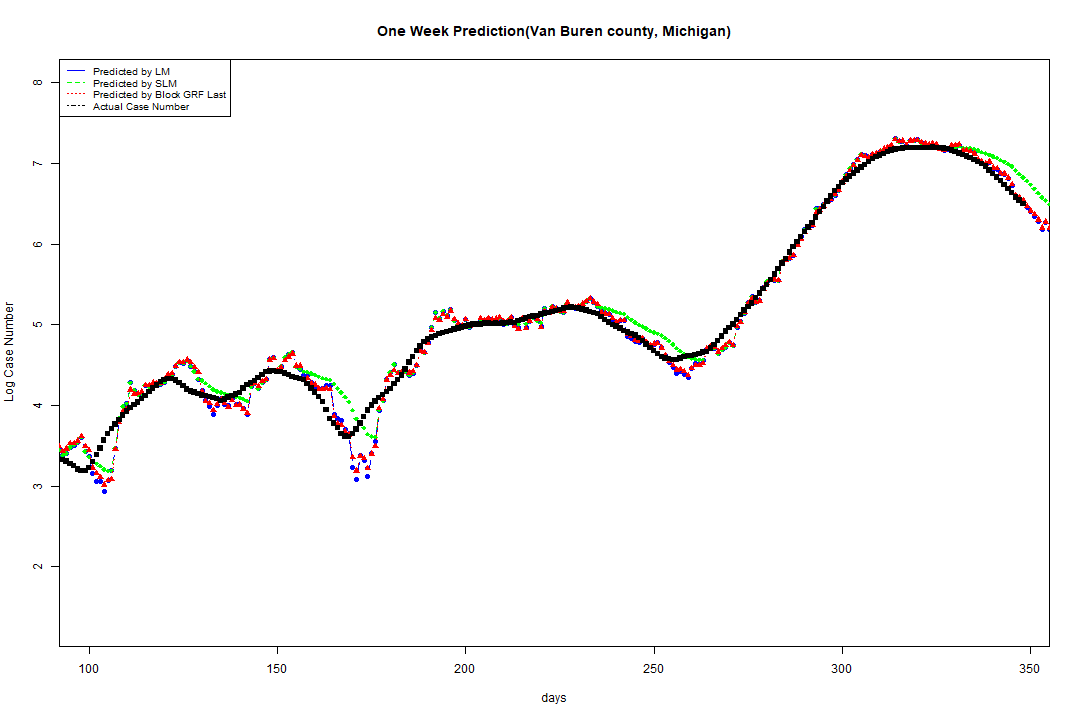 One Week Prediction(Van Buren county, Michigan)
Predicted by LM
Predicted by SLM
Predicted by Block GRF Last
Actual Case Number
8
7
6
5
4
3
2
Log Case Number
100 150 200 250 300 350
days